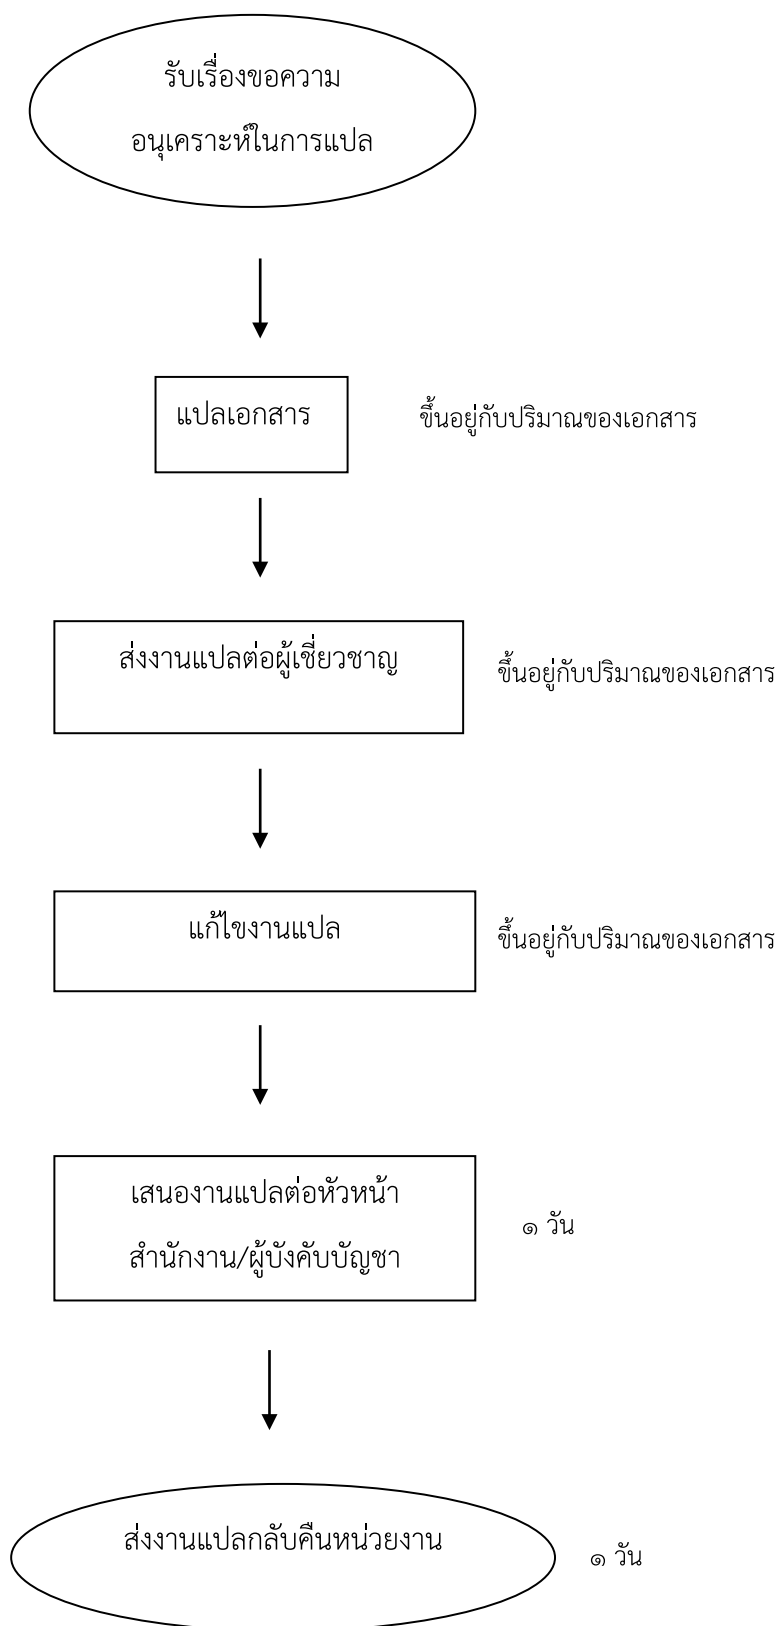 รับเรื่องขอความ
อนุเคราะห์ในการแปล
แปลเอกสาร
ขึ้นอยู่กับปริมาณของเอกสาร
ส่งงานแปลต่อผู้เชี่ยวชาญ
ขึ้นอยู่กับปริมาณของเอกสาร
แก้ไขงานแปล
ขึ้นอยู่กับปริมาณของเอกสาร
เสนองานแปลต่อหัวหน้า
สำนักงาน/ผู้บังคับบัญชา
๑ วัน
ส่งงานแปลกลับคืนหน่วยงาน
๑ วัน